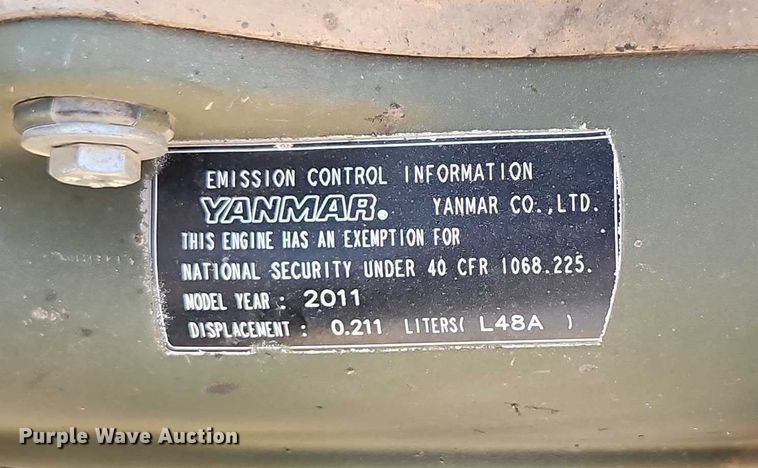 EMISSION CONTROL INFORMATION
YANMAR. YANMAR CO.,LTD.
THIS ENGINE HAS AN EXEMPTION FOR
NATIONAL SECURITY UNDER 40 CFR 1068.225.
MODEL YEAR : 2011
DISPLACEMENT : 0.211 LITERS( L48A )
Purple Wave Auction